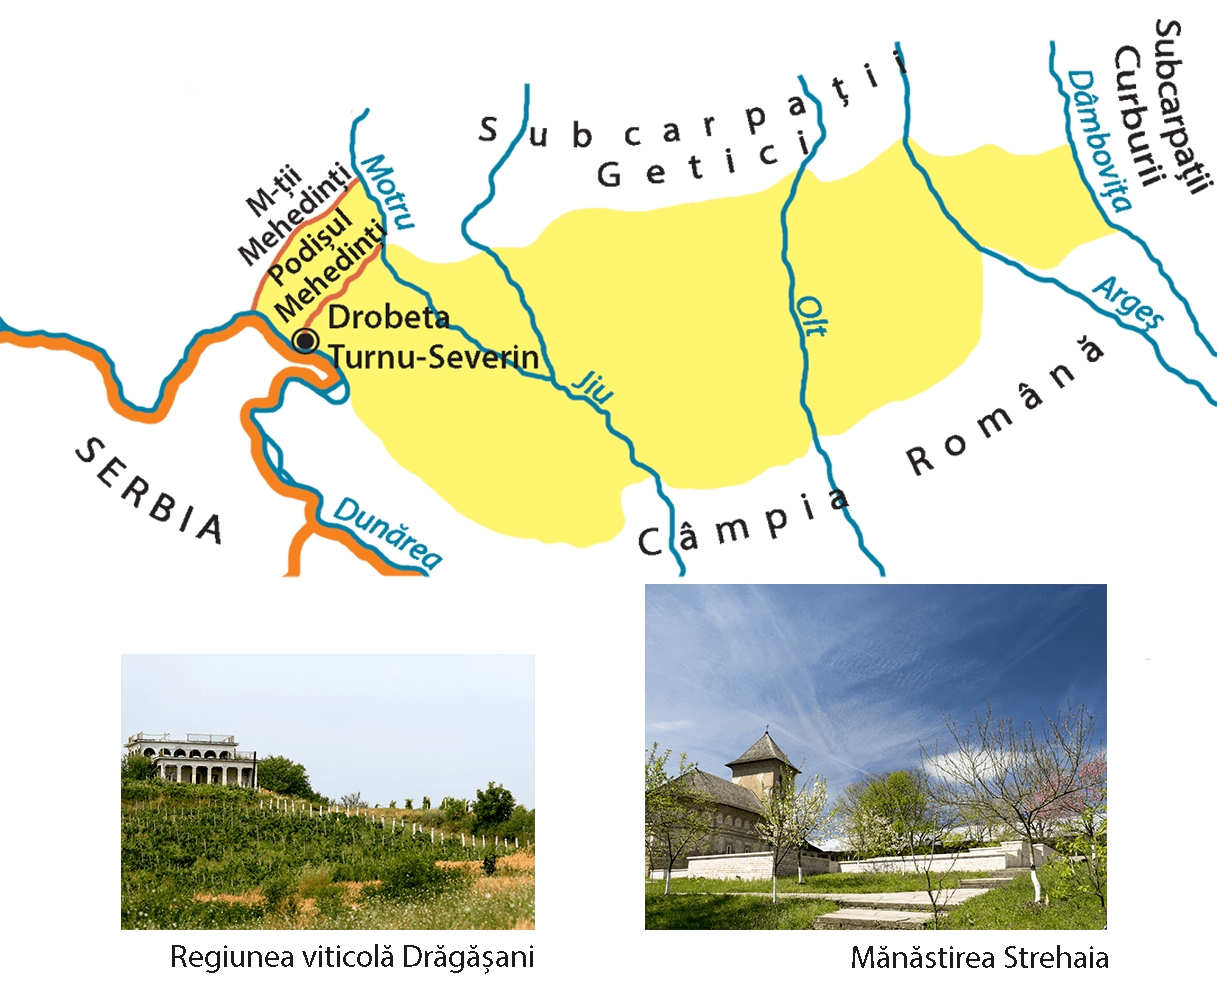 Subcarpații
Getici
Subcarpații
Curburii
Dâmbovița
Motru
M-ții
Mehedinți
Podișul
Mehedinți
Drobeta
Turnu-Severin
Jiu
Olt
Argeș
Câmpia Română
SERBIA
Dunărea
Regiunea viticolă Drăgășani
Mănăstirea Strehaia